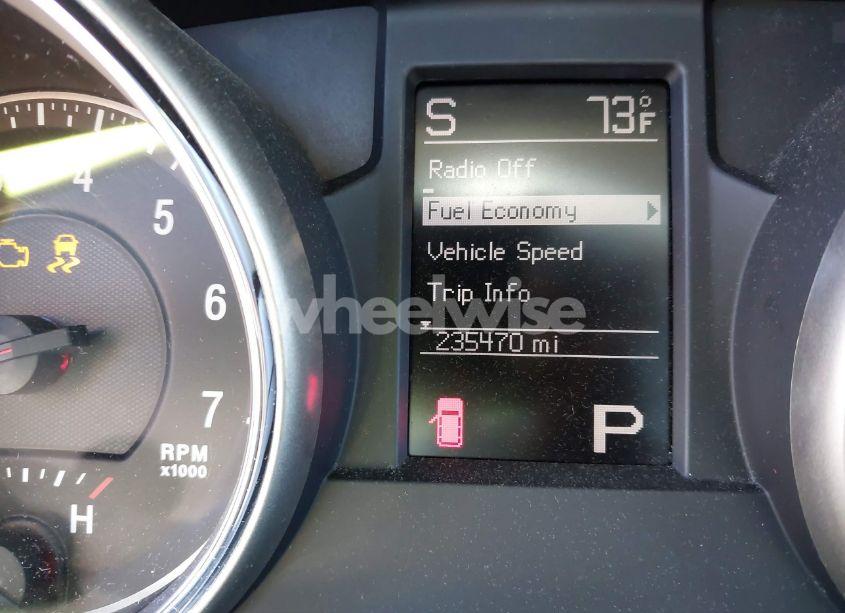 S 73°F
Radio Off
Fuel Economy
Vehicle Speed
Trip Info
235470 mi
P
4
5
6
7
RPM
x1000
H
wheelwise